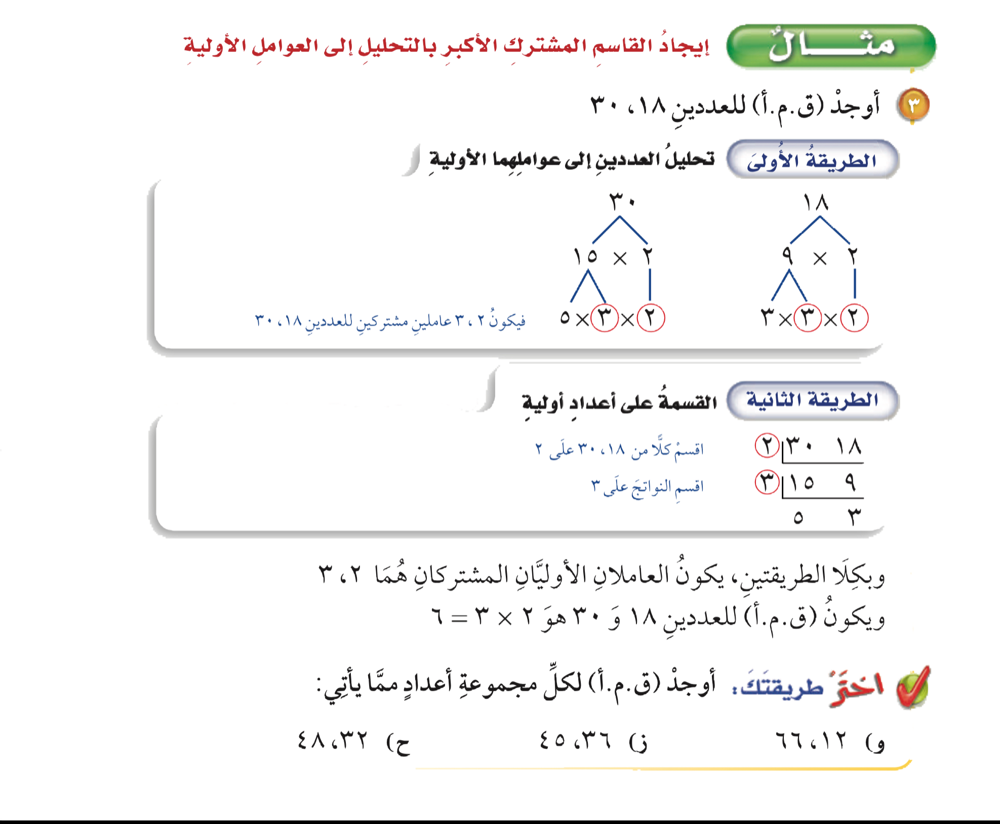 مثـــالٌ إيجادُ القاسمِ المشتركِ الأكبرِ بالتحليلِ إلى العواملِ الأوليةِ
٣ أوجدْ (ق.م.أ) للعددينِ ١٨، ٣٠
الطريقةُ الأُولىَ تحليلُ العددينِ إلى عواملِهِما الأوليةِ
١٨ ٣٠
٢ × ٩ ٢ × ١٥
٢ × ٣ × ٣ ٢ × ٣ × ٥ فيكونُ ٢ ، ٣ عاملينِ مشتركينِ للعددينِ ١٨، ٣٠
الطريقة الثانية القسمةُ على أعدادٍ أوليةٍ
١٨ ٣٠ ٢ اقسمْ كلًّا من ١٨، ٣٠ علَى ٢
٩ ١٥ ٣ اقسمِ النواتجَ علَى ٣
٣ ٥
وبكِلَا الطريقتينِ، يكونُ العاملانِ الأوليَّانِ المشتركانِ هُمَا ٢، ٣
ويكونُ (ق.م.أ) للعددينِ ١٨ وَ ٣٠ هوَ ٢ × ٣ = ٦
اخترْ طريقتَكَ: أوجدْ (ق.م.أ) لكلِّ مجموعةِ أعدادٍ ممَّا يأتِي:
و) ١٢، ٦٦ ز) ٣٦، ٤٥ ح) ٣٢، ٤٨